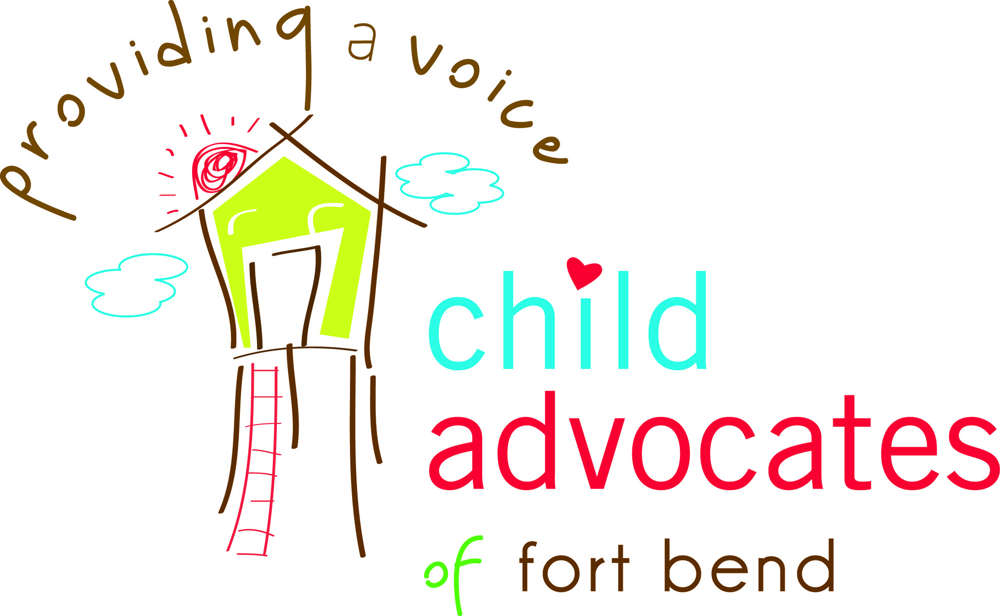 providing a voice
child
advocates
of fort bend